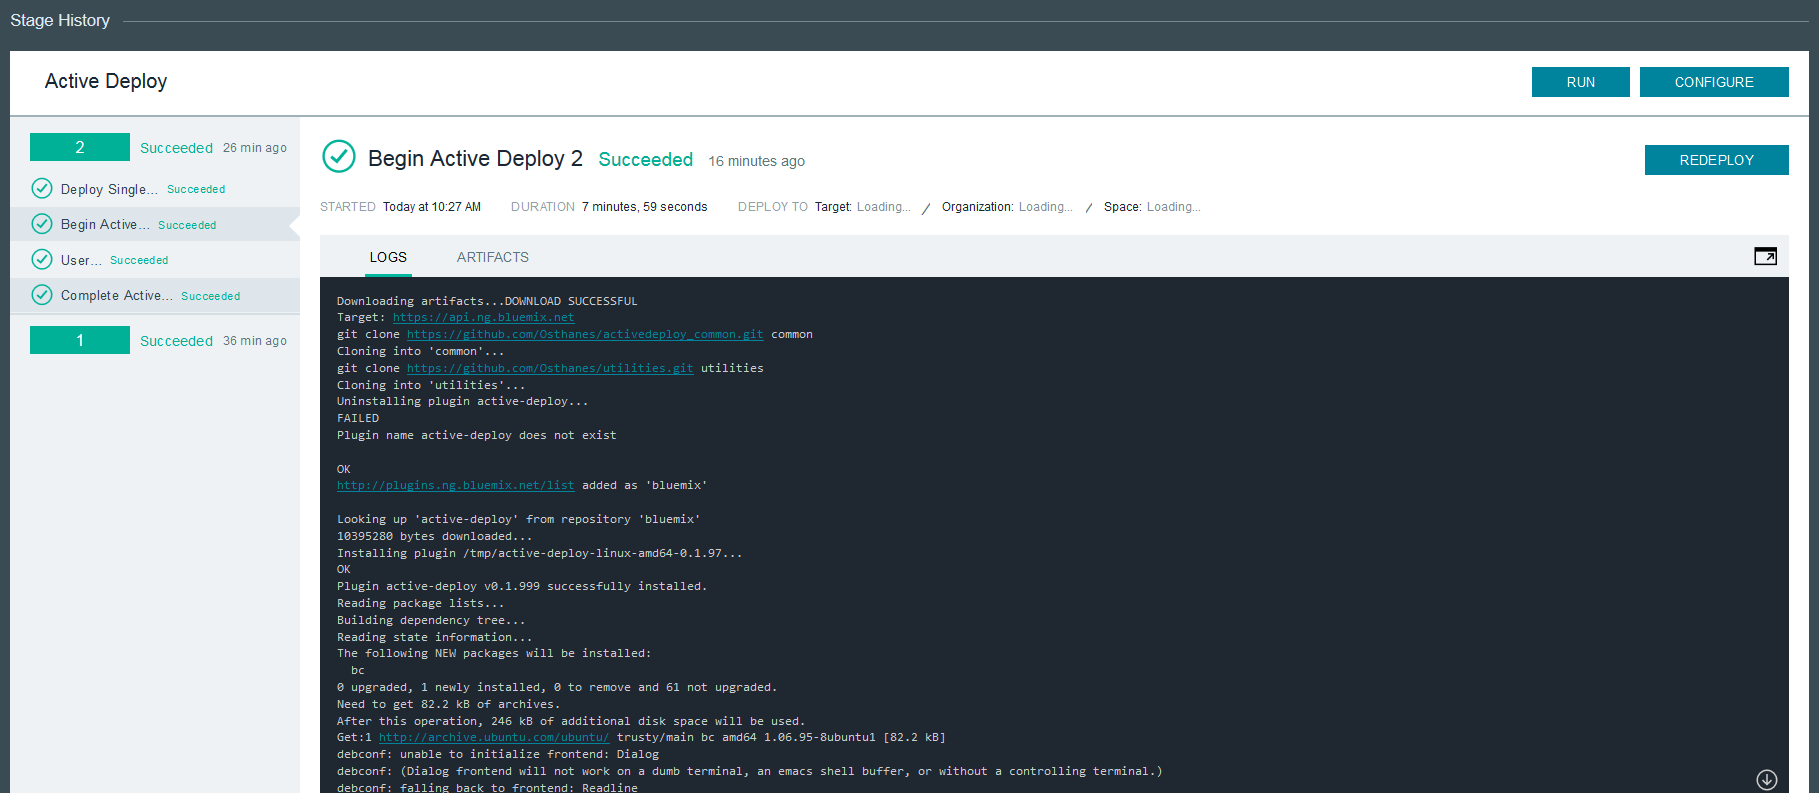 Stage History
Active Deploy
RUN
CONFIGURE
2 Succeeded 26 min ago
Deploy Single... Succeeded
Begin Active... Succeeded
User... Succeeded
Complete Active... Succeeded
1 Succeeded 36 min ago
Begin Active Deploy 2 Succeeded 16 minutes ago
REDEPLOY
STARTED Today at 10:27 AM DURATION 7 minutes, 59 seconds DEPLOY TO Target: Loading... / Organization: Loading... / Space: Loading...
LOGS ARTIFACTS
Downloading artifacts...DOWNLOAD SUCCESSFUL
Target: https://api.ng.bluemix.net
git clone https://github.com/Osthanes/activedeploy_common.git common
Cloning into 'common'...
git clone https://github.com/Osthanes/utilities.git utilities
Cloning into 'utilities'...
Uninstalling plugin active-deploy...
FAILED
Plugin name active-deploy does not exist
OK
http://plugins.ng.bluemix.net/list added as 'bluemix'
Looking up 'active-deploy' from repository 'bluemix'
10395280 bytes downloaded...
Installing plugin /tmp/active-deploy-linux-amd64-0.1.97...
OK
Plugin active-deploy v0.1.999 successfully installed.
Reading package lists...
Building dependency tree...
Reading state information...
The following NEW packages will be installed:
bc
0 upgraded, 1 newly installed, 0 to remove and 61 not upgraded.
Need to get 82.2 kB of archives.
After this operation, 246 kB of additional disk space will be used.
Get:1 http://archive.ubuntu.com/ubuntu/ trusty/main bc amd64 1.06.95-8ubuntu1 [82.2 kB]
debconf: unable to initialize frontend: Dialog
debconf: (Dialog frontend will not work on a dumb terminal, an emacs shell buffer, or without a controlling terminal.)
debconf: falling back to frontend: Readline